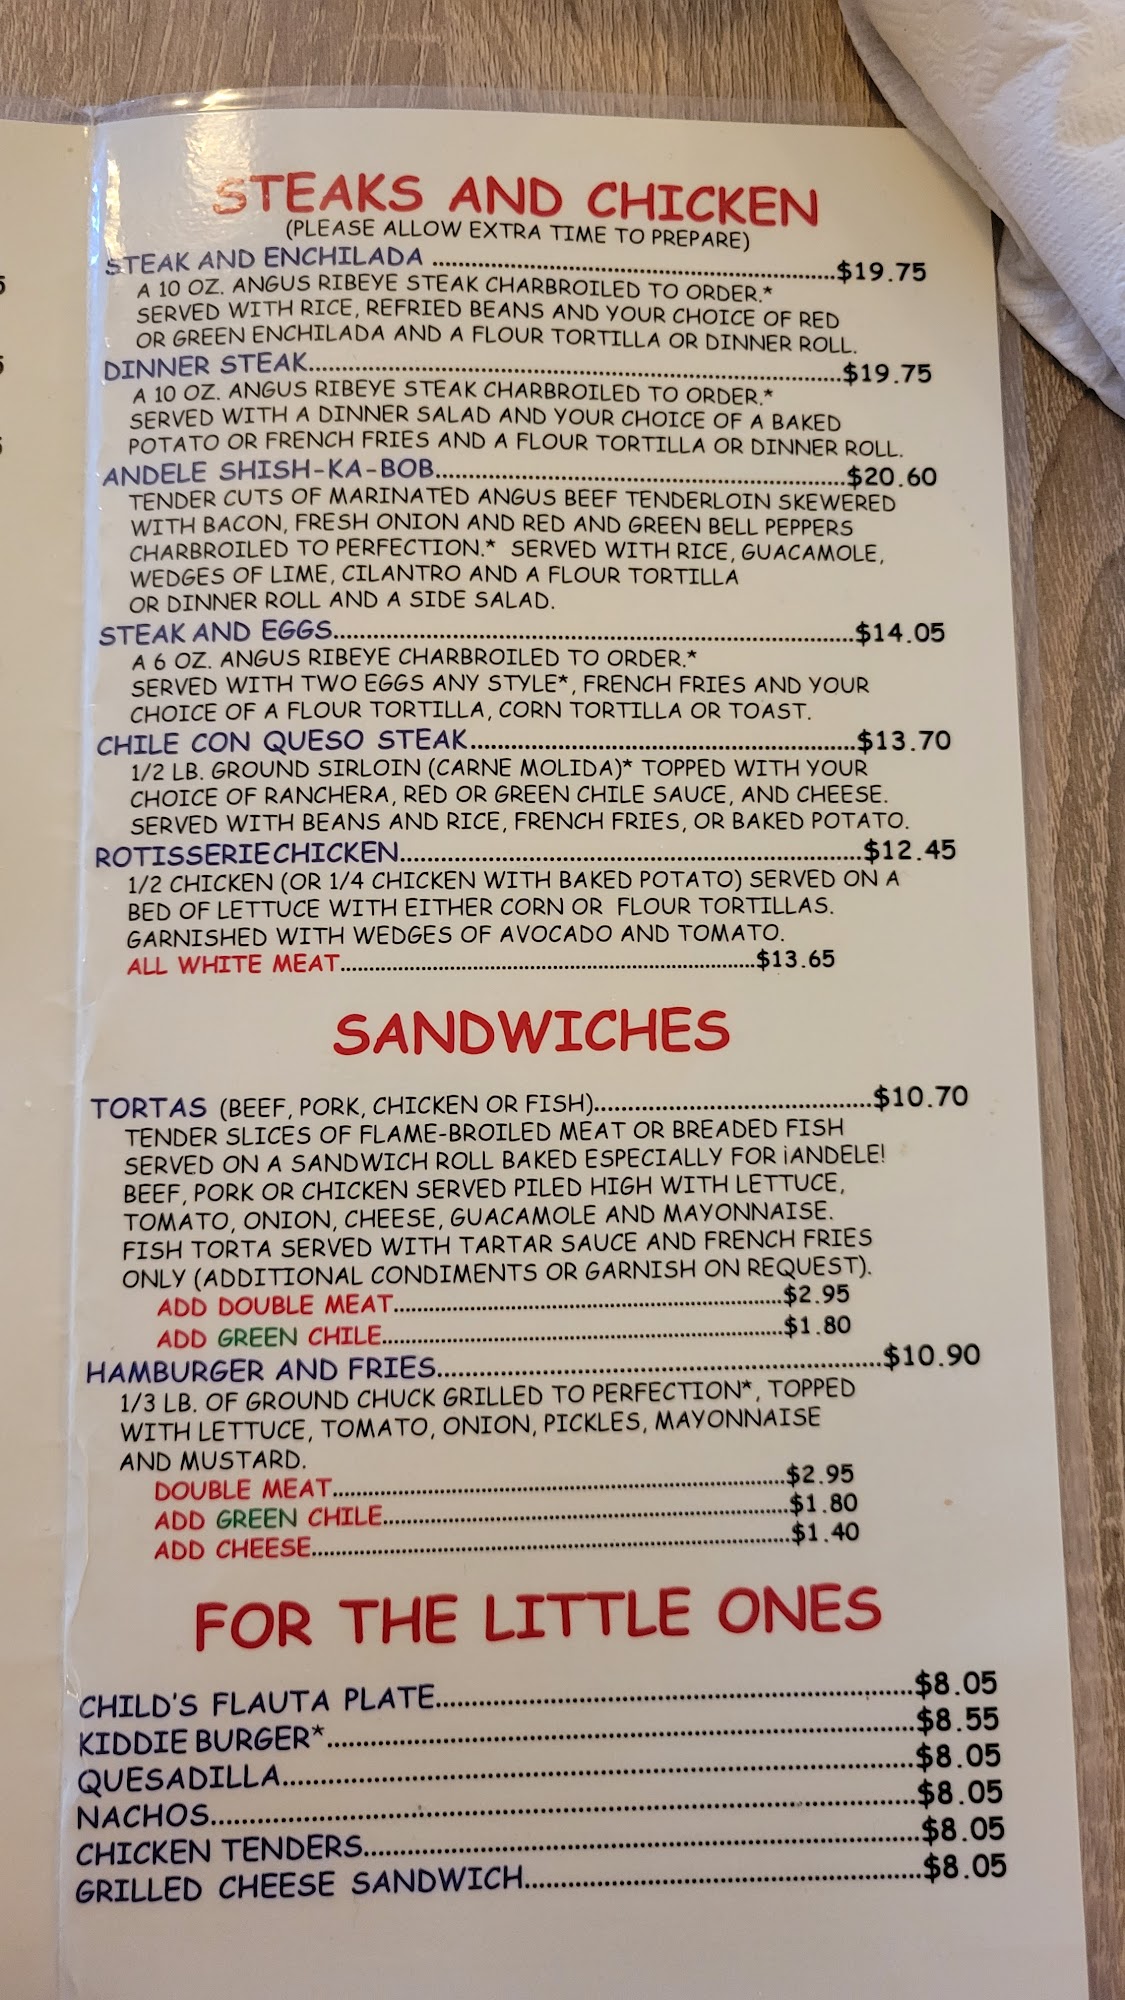 STEAKS AND CHICKEN
(PLEASE ALLOW EXTRA TIME TO PREPARE)
STEAK AND ENCHILADA ..........$19.75
A 10 OZ. ANGUS RIBEYE STEAK CHARBROILED TO ORDER.*
SERVED WITH RICE, REFRIED BEANS AND YOUR CHOICE OF RED
OR GREEN ENCHILADA AND A FLOUR TORTILLA OR DINNER ROLL.
DINNER STEAK..........$19.75
A 10 OZ. ANGUS RIBEYE STEAK CHARBROILED TO ORDER.*
SERVED WITH A DINNER SALAD AND YOUR CHOICE OF A BAKED
POTATO OR FRENCH FRIES AND A FLOUR TORTILLA OR DINNER ROLL.
ANDELE SHISH-KA-BOB..........$20.60
TENDER CUTS OF MARINATED ANGUS BEEF TENDERLOIN SKEWERED
WITH BACON, FRESH ONION AND RED AND GREEN BELL PEPPERS
CHARBROILED TO PERFECTION.* SERVED WITH RICE, GUACAMOLE,
WEDGES OF LIME, CILANTRO AND A FLOUR TORTILLA
OR DINNER ROLL AND A SIDE SALAD.
STEAK AND EGGS..........$14.05
A 6 OZ. ANGUS RIBEYE CHARBROILED TO ORDER.*
SERVED WITH TWO EGGS ANY STYLE*, FRENCH FRIES AND YOUR
CHOICE OF A FLOUR TORTILLA, CORN TORTILLA OR TOAST.
CHILE CON QUESO STEAK..........$13.70
1/2 LB. GROUND SIRLOIN (CARNE MOLIDA)* TOPPED WITH YOUR
CHOICE OF RANCHERA, RED OR GREEN CHILE SAUCE, AND CHEESE.
SERVED WITH BEANS AND RICE, FRENCH FRIES, OR BAKED POTATO.
ROTISSERIE CHICKEN..........$12.45
1/2 CHICKEN (OR 1/4 CHICKEN WITH BAKED POTATO) SERVED ON A
BED OF LETTUCE WITH EITHER CORN OR FLOUR TORTILLAS.
GARNISHED WITH WEDGES OF AVOCADO AND TOMATO.
ALL WHITE MEAT..........$13.65
SANDWICHES
TORTAS (BEEF, PORK, CHICKEN OR FISH)..........$10.70
TENDER SLICES OF FLAME-BROILED MEAT OR BREADED FISH
SERVED ON A SANDWICH ROLL BAKED ESPECIALLY FOR ¡ANDELE!
BEEF, PORK OR CHICKEN SERVED PILED HIGH WITH LETTUCE,
TOMATO, ONION, CHEESE, GUACAMOLE AND MAYONNAISE.
FISH TORTA SERVED WITH TARTAR SAUCE AND FRENCH FRIES
ONLY (ADDITIONAL CONDIMENTS OR GARNISH ON REQUEST).
ADD DOUBLE MEAT..........$2.95
ADD GREEN CHILE..........$1.80
HAMBURGER AND FRIES..........$10.90
1/3 LB. OF GROUND CHUCK GRILLED TO PERFECTION*, TOPPED
WITH LETTUCE, TOMATO, ONION, PICKLES, MAYONNAISE
AND MUSTARD.
DOUBLE MEAT..........$2.95
ADD GREEN CHILE..........$1.80
ADD CHEESE..........$1.40
FOR THE LITTLE ONES
CHILD'S FLAUTA PLATE..........$8.05
KIDDIE BURGER*..........$8.55
QUESADILLA..........$8.05
NACHOS..........$8.05
CHICKEN TENDERS..........$8.05
GRILLED CHEESE SANDWICH..........$8.05